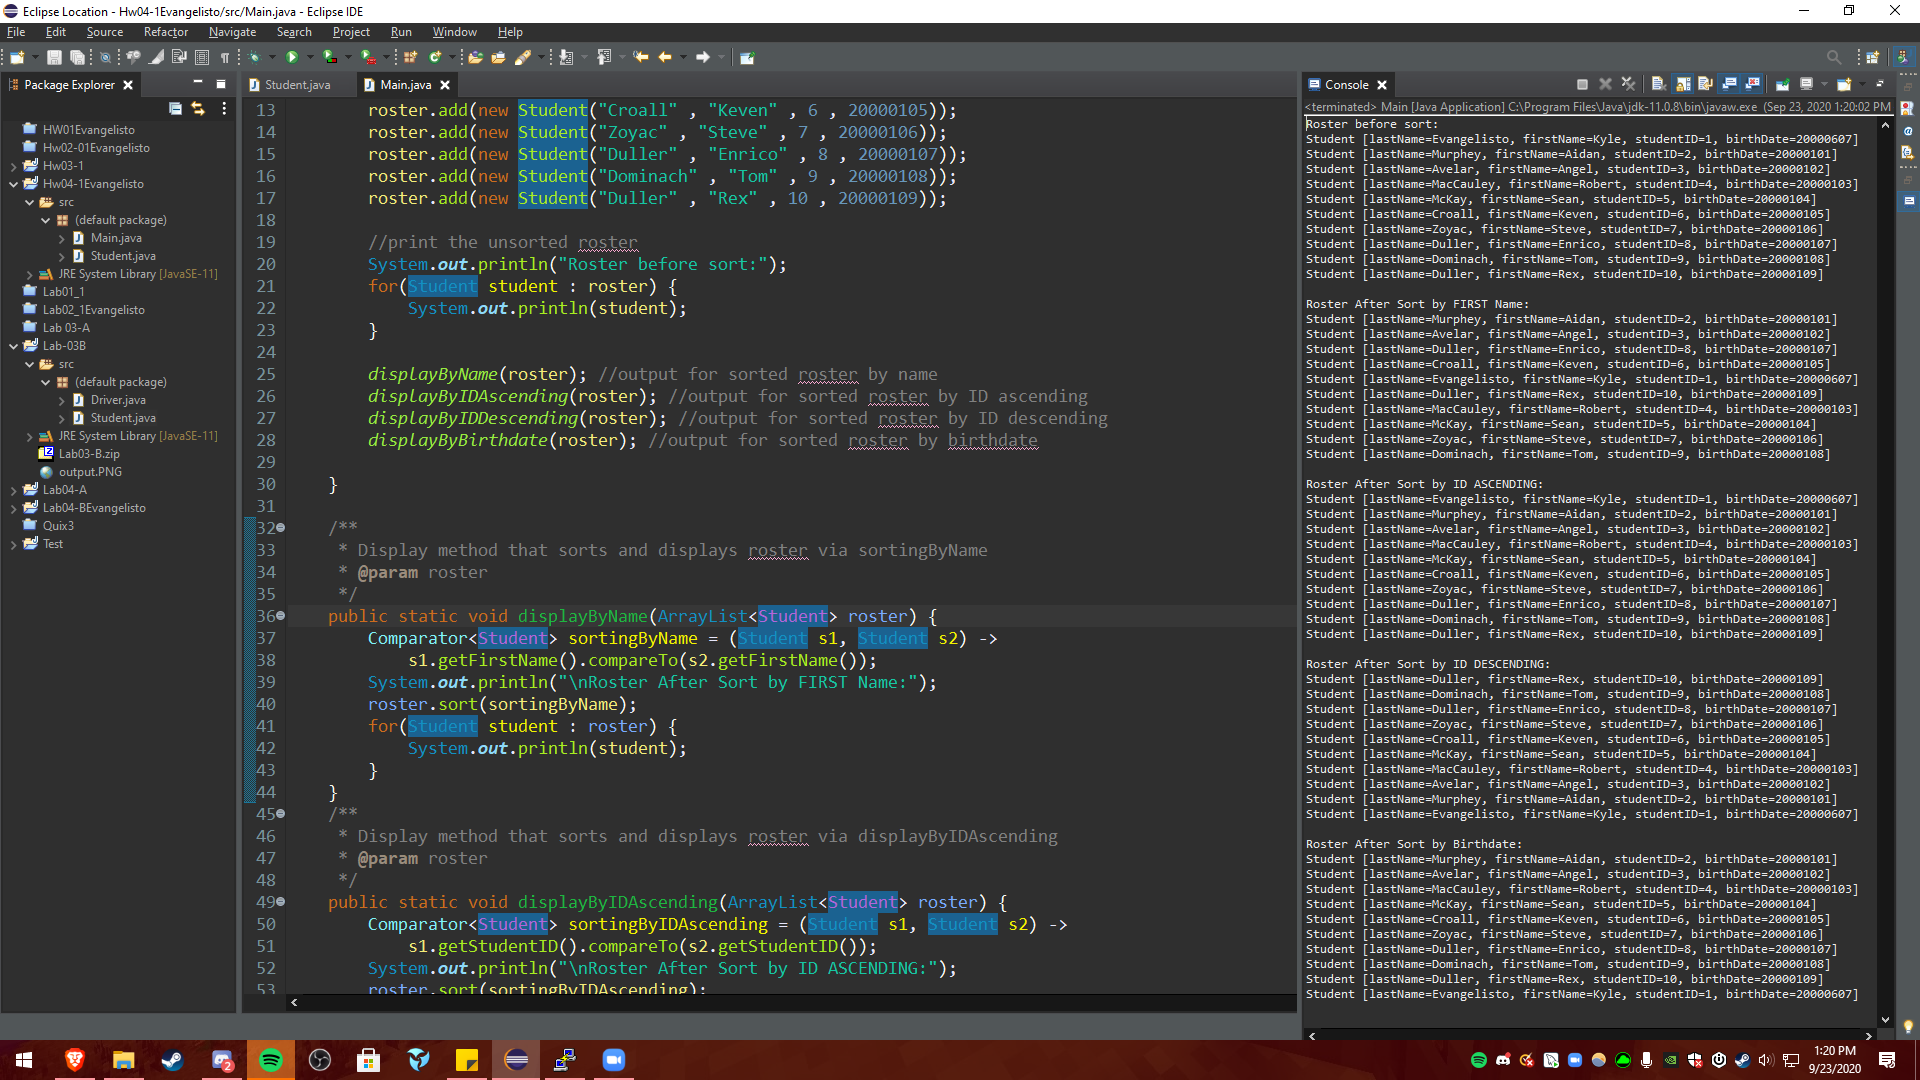 Eclipse Location - Hw04-1Evangelisto/src/Main.java - Eclipse IDE
File Edit Source Refactor Navigate Search Project Run Window Help
Package Explorer
HW01Evangelisto
Hw02-01Evangelisto
Hw03-1
Hw04-1Evangelisto
src
(default package)
Main.java
Student.java
JRE System Library [JavaSE-11]
Lab01_1
Lab02_1Evangelisto
Lab 03-A
Lab-03B
src
(default package)
Driver.java
Student.java
JRE System Library [JavaSE-11]
Lab03-B.zip
output.PNG
Lab04-A
Lab04-BEvangelisto
Quix3
Test
Student.java Main.java
13 roster.add(new Student("Croall" , "Keven" , 6 , 20000105));
14 roster.add(new Student("Zoyac" , "Steve" , 7 , 20000106));
15 roster.add(new Student("Duller" , "Enrico" , 8 , 20000107));
16 roster.add(new Student("Dominach" , "Tom" , 9 , 20000108));
17 roster.add(new Student("Duller" , "Rex" , 10 , 20000109));
18
19 //print the unsorted roster
20 System.out.println("Roster before sort:");
21 for(Student student : roster) {
22 System.out.println(student);
23 }
24
25 displayByName(roster); //output for sorted roster by name
26 displayByIDAscending(roster); //output for sorted roster by ID ascending
27 displayByIDDescending(roster); //output for sorted roster by ID descending
28 displayByBirthdate(roster); //output for sorted roster by birthdate
29
30 }
31
32 /**
33 * Display method that sorts and displays roster via sortingByName
34 * @param roster
35 */
36 public static void displayByName(ArrayList<Student> roster) {
37 Comparator<Student> sortingByName = (Student s1, Student s2) ->
38 s1.getFirstName().compareTo(s2.getFirstName());
39 System.out.println("\nRoster After Sort by FIRST Name:");
40 roster.sort(sortingByName);
41 for(Student student : roster) {
42 System.out.println(student);
43 }
44 }
45 /**
46 * Display method that sorts and displays roster via displayByIDAscending
47 * @param roster
48 */
49 public static void displayByIDAscending(ArrayList<Student> roster) {
50 Comparator<Student> sortingByIDAscending = (Student s1, Student s2) ->
51 s1.getStudentID().compareTo(s2.getStudentID());
52 System.out.println("\nRoster After Sort by ID ASCENDING:");
53 roster.sort(sortingByIDAscending);
Console
<terminated> Main [Java Application] C:\Program Files\Java\jdk-11.0.8\bin\javaw.exe (Sep 23, 2020 1:20:02 PM
Roster before sort:
Student [lastName=Evangelisto, firstName=Kyle, studentID=1, birthDate=20000607]
Student [lastName=Murphey, firstName=Aidan, studentID=2, birthDate=20000101]
Student [lastName=Avelar, firstName=Angel, studentID=3, birthDate=20000102]
Student [lastName=MacCauley, firstName=Robert, studentID=4, birthDate=20000103]
Student [lastName=McKay, firstName=Sean, studentID=5, birthDate=20000104]
Student [lastName=Croall, firstName=Keven, studentID=6, birthDate=20000105]
Student [lastName=Zoyac, firstName=Steve, studentID=7, birthDate=20000106]
Student [lastName=Duller, firstName=Enrico, studentID=8, birthDate=20000107]
Student [lastName=Dominach, firstName=Tom, studentID=9, birthDate=20000108]
Student [lastName=Duller, firstName=Rex, studentID=10, birthDate=20000109]

Roster After Sort by FIRST Name:
Student [lastName=Murphey, firstName=Aidan, studentID=2, birthDate=20000101]
Student [lastName=Avelar, firstName=Angel, studentID=3, birthDate=20000102]
Student [lastName=Duller, firstName=Enrico, studentID=8, birthDate=20000107]
Student [lastName=Croall, firstName=Keven, studentID=6, birthDate=20000105]
Student [lastName=Evangelisto, firstName=Kyle, studentID=1, birthDate=20000607]
Student [lastName=Duller, firstName=Rex, studentID=10, birthDate=20000109]
Student [lastName=MacCauley, firstName=Robert, studentID=4, birthDate=20000103]
Student [lastName=McKay, firstName=Sean, studentID=5, birthDate=20000104]
Student [lastName=Zoyac, firstName=Steve, studentID=7, birthDate=20000106]
Student [lastName=Dominach, firstName=Tom, studentID=9, birthDate=20000108]

Roster After Sort by ID ASCENDING:
Student [lastName=Evangelisto, firstName=Kyle, studentID=1, birthDate=20000607]
Student [lastName=Murphey, firstName=Aidan, studentID=2, birthDate=20000101]
Student [lastName=Avelar, firstName=Angel, studentID=3, birthDate=20000102]
Student [lastName=MacCauley, firstName=Robert, studentID=4, birthDate=20000103]
Student [lastName=McKay, firstName=Sean, studentID=5, birthDate=20000104]
Student [lastName=Croall, firstName=Keven, studentID=6, birthDate=20000105]
Student [lastName=Zoyac, firstName=Steve, studentID=7, birthDate=20000106]
Student [lastName=Duller, firstName=Enrico, studentID=8, birthDate=20000107]
Student [lastName=Dominach, firstName=Tom, studentID=9, birthDate=20000108]
Student [lastName=Duller, firstName=Rex, studentID=10, birthDate=20000109]

Roster After Sort by ID DESCENDING:
Student [lastName=Duller, firstName=Rex, studentID=10, birthDate=20000109]
Student [lastName=Dominach, firstName=Tom, studentID=9, birthDate=20000108]
Student [lastName=Duller, firstName=Enrico, studentID=8, birthDate=20000107]
Student [lastName=Zoyac, firstName=Steve, studentID=7, birthDate=20000106]
Student [lastName=Croall, firstName=Keven, studentID=6, birthDate=20000105]
Student [lastName=McKay, firstName=Sean, studentID=5, birthDate=20000104]
Student [lastName=MacCauley, firstName=Robert, studentID=4, birthDate=20000103]
Student [lastName=Avelar, firstName=Angel, studentID=3, birthDate=20000102]
Student [lastName=Murphey, firstName=Aidan, studentID=2, birthDate=20000101]
Student [lastName=Evangelisto, firstName=Kyle, studentID=1, birthDate=20000607]

Roster After Sort by Birthdate:
Student [lastName=Murphey, firstName=Aidan, studentID=2, birthDate=20000101]
Student [lastName=Avelar, firstName=Angel, studentID=3, birthDate=20000102]
Student [lastName=MacCauley, firstName=Robert, studentID=4, birthDate=20000103]
Student [lastName=McKay, firstName=Sean, studentID=5, birthDate=20000104]
Student [lastName=Croall, firstName=Keven, studentID=6, birthDate=20000105]
Student [lastName=Zoyac, firstName=Steve, studentID=7, birthDate=20000106]
Student [lastName=Duller, firstName=Enrico, studentID=8, birthDate=20000107]
Student [lastName=Dominach, firstName=Tom, studentID=9, birthDate=20000108]
Student [lastName=Duller, firstName=Rex, studentID=10, birthDate=20000109]
Student [lastName=Evangelisto, firstName=Kyle, studentID=1, birthDate=20000607]
2
1:20 PM
9/23/2020